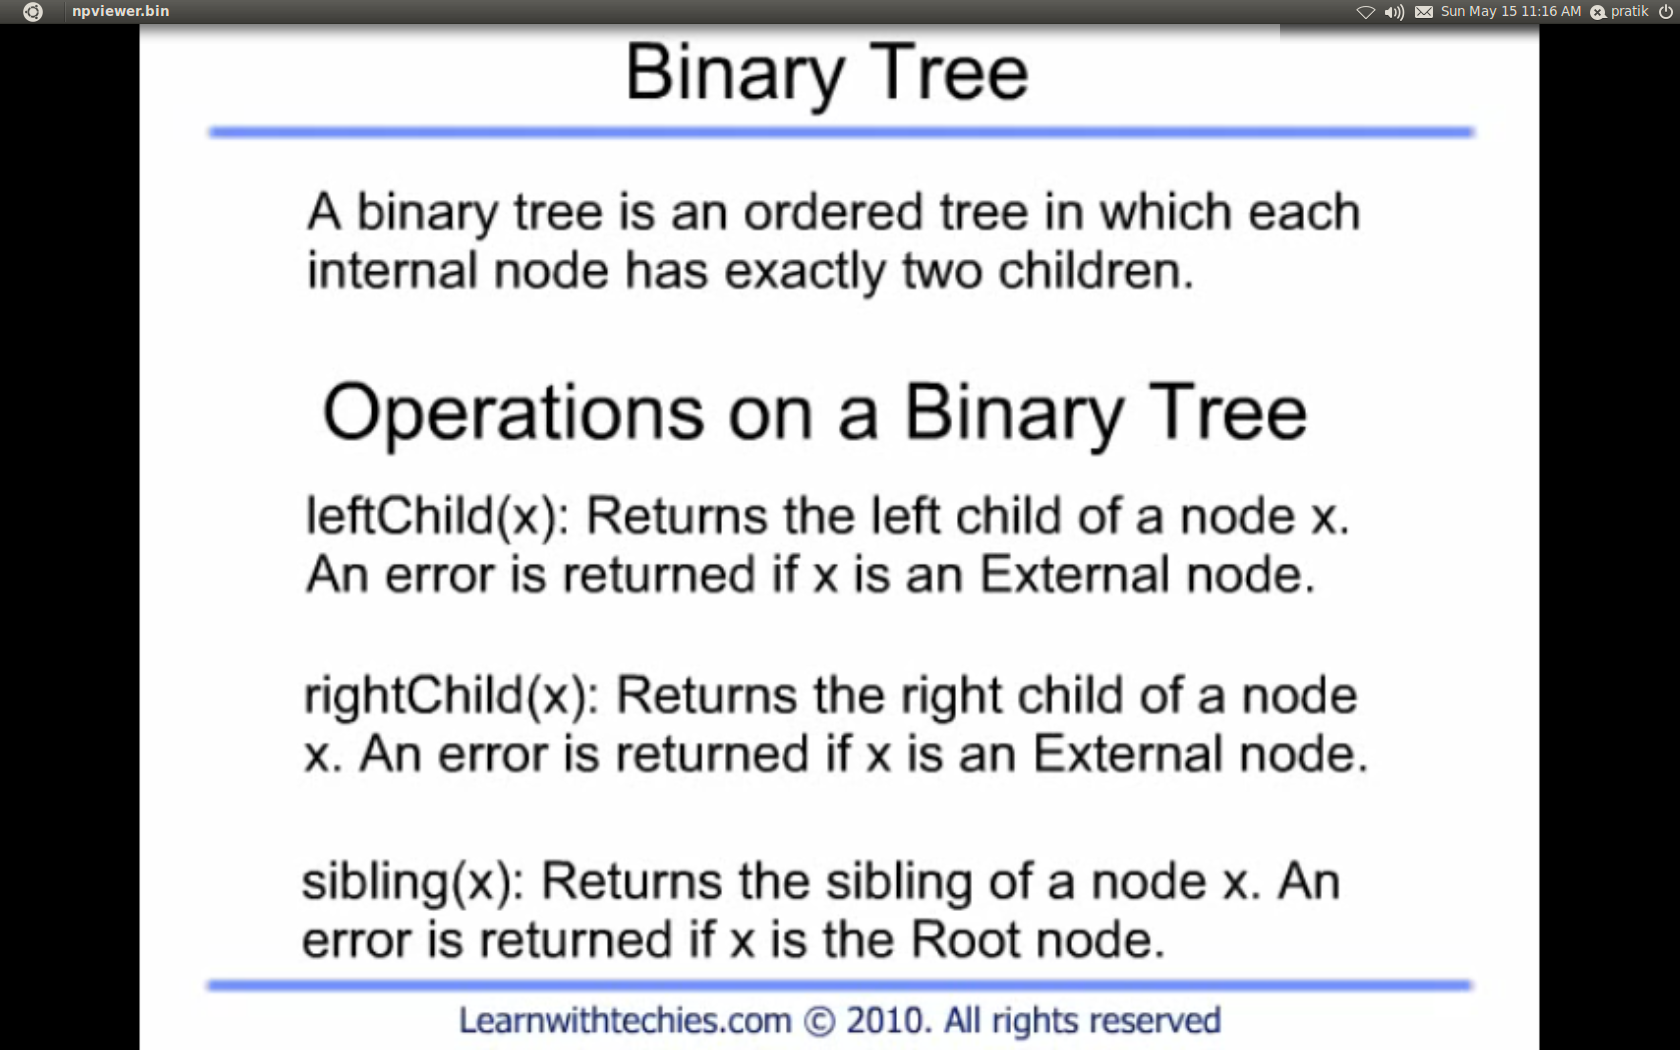 npviewer.bin
Sun May 15 11:16 AM pratik
Binary Tree
A binary tree is an ordered tree in which each
internal node has exactly two children.
Operations on a Binary Tree
leftChild(x): Returns the left child of a node x.
An error is returned if x is an External node.
rightChild(x): Returns the right child of a node
x. An error is returned if x is an External node.
sibling(x): Returns the sibling of a node x. An
error is returned if x is the Root node.
Learnwithtechies.com © 2010. All rights reserved